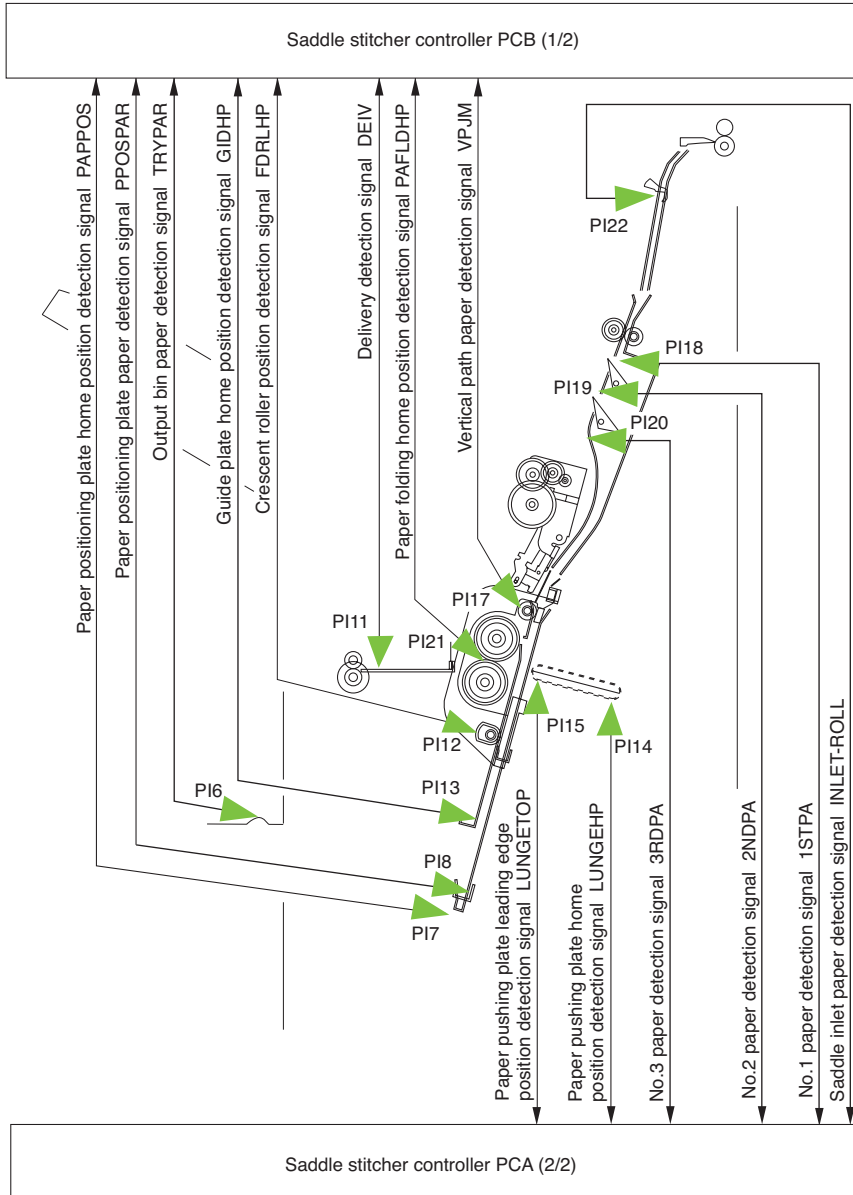 Saddle stitcher controller PCB (1/2)
Paper positioning plate home position detection signal PAPPOS
Paper positioning plate paper detection signal PPOSPAR
Output bin paper detection signal TRYPAR
Guide plate home position detection signal GIDHP
Crescent roller position detection signal FDRLHP
Delivery detection signal DEIV
Paper folding home position detection signal PAFLDHP
Vertical path paper detection signal VPJM
PI22
PI18
PI19
PI20
PI17
PI11
PI21
PI15
PI14
PI12
PI13
PI6
PI8
PI7
Paper pushing plate leading edge
position detection signal LUNGETOP
Paper pushing plate home
position detection signal LUNGEHP
No.3 paper detection signal 3RDPA
No.2 paper detection signal 2NDPA
No.1 paper detection signal 1STPA
Saddle inlet paper detection signal INLET-ROLL
Saddle stitcher controller PCA (2/2)